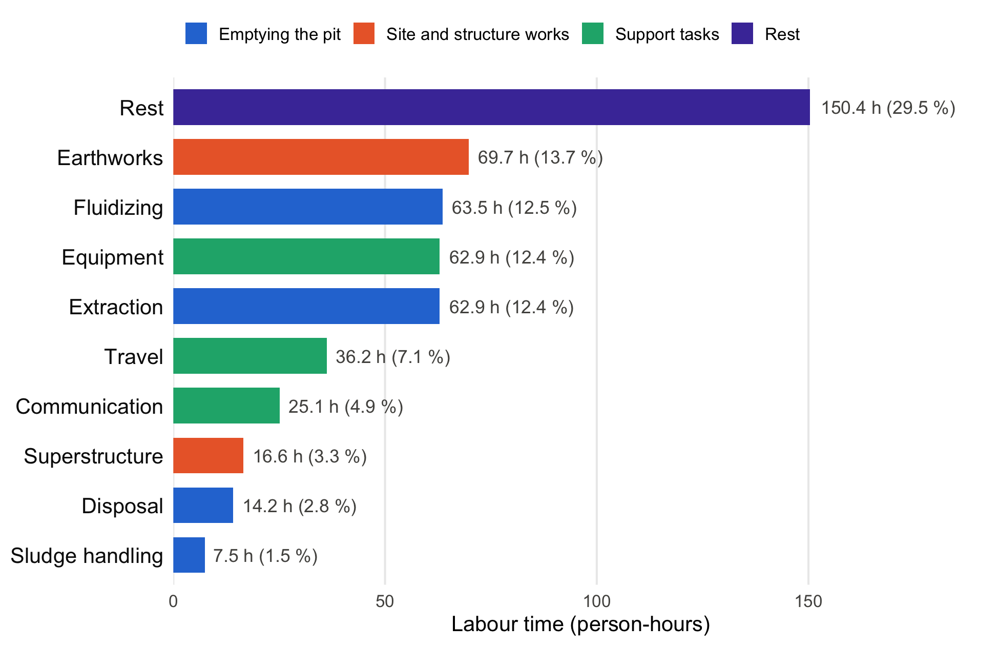 Emptying the pit Site and structure works Support tasks Rest
Rest 150.4 h (29.5 %)
Earthworks 69.7 h (13.7 %)
Fluidizing 63.5 h (12.5 %)
Equipment 62.9 h (12.4 %)
Extraction 62.9 h (12.4 %)
Travel 36.2 h (7.1 %)
Communication 25.1 h (4.9 %)
Superstructure 16.6 h (3.3 %)
Disposal 14.2 h (2.8 %)
Sludge handling 7.5 h (1.5 %)
0 50 100 150
Labour time (person-hours)